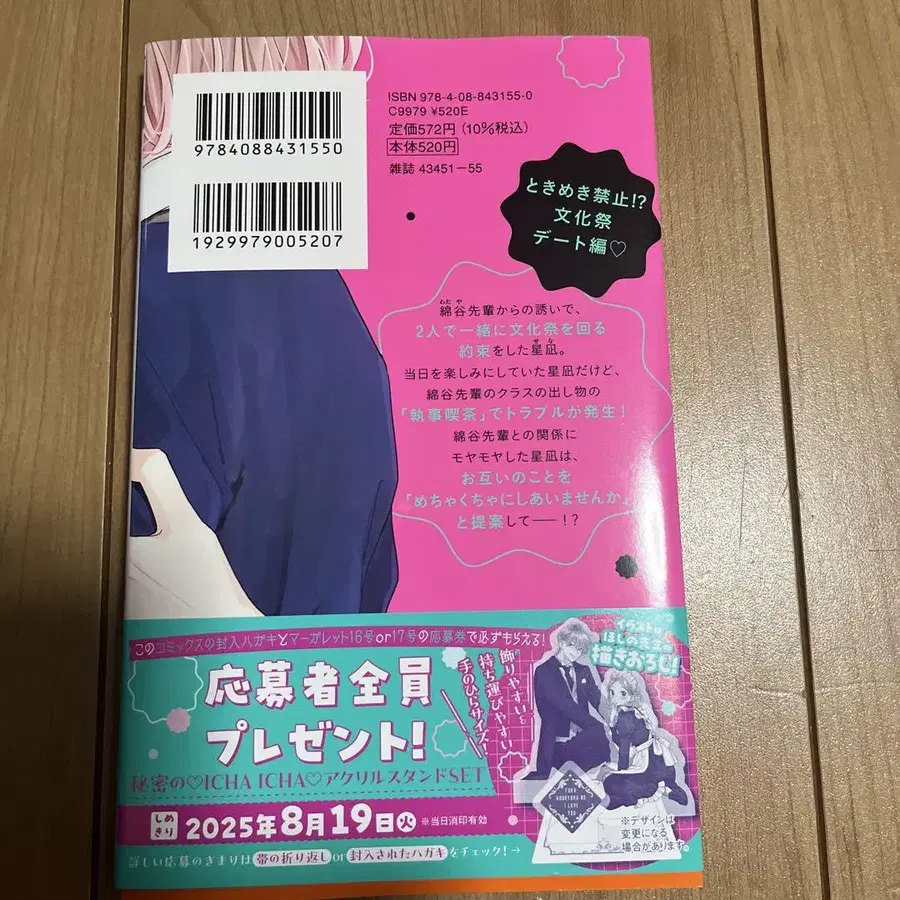 ISBN 978-4-08-843155-0
C9979 ¥520E
定価572円（10%税込）
本体520円
雑誌 43451-55
9784088431550
1929979005207
ときめき禁止!?
文化祭
デート編♡
わたや
綿谷先輩からの誘いで、
2人で一緒に文化祭を回る
せな
約束をした星凪。
当日を楽しみにしていた星凪だけど、
綿谷先輩のクラスの出し物の
「執事喫茶」でトラブルが発生！
綿谷先輩との関係に
モヤモヤした星凪は、
お互いのことを
「めちゃくちゃにしあいませんか」
と提案して──！？
このコミックスの封入ハガキとマーガレット16号or17号の応募券で必ずもらえる！
応募者全員
プレゼント！
飾りやすい&
持ち運びやすい
手のひらサイズ！
秘密の♡ICHA ICHA♡アクリルスタンドSET
イラストは
ほしの先生の
描きおろし！
しめきり 2025年8月19日火 ※当日消印有効
詳しい応募のきまりは帯の折り返しor封入されたハガキをチェック！→
I LOVE
YOU
※デザインは
変更になる
場合があります。